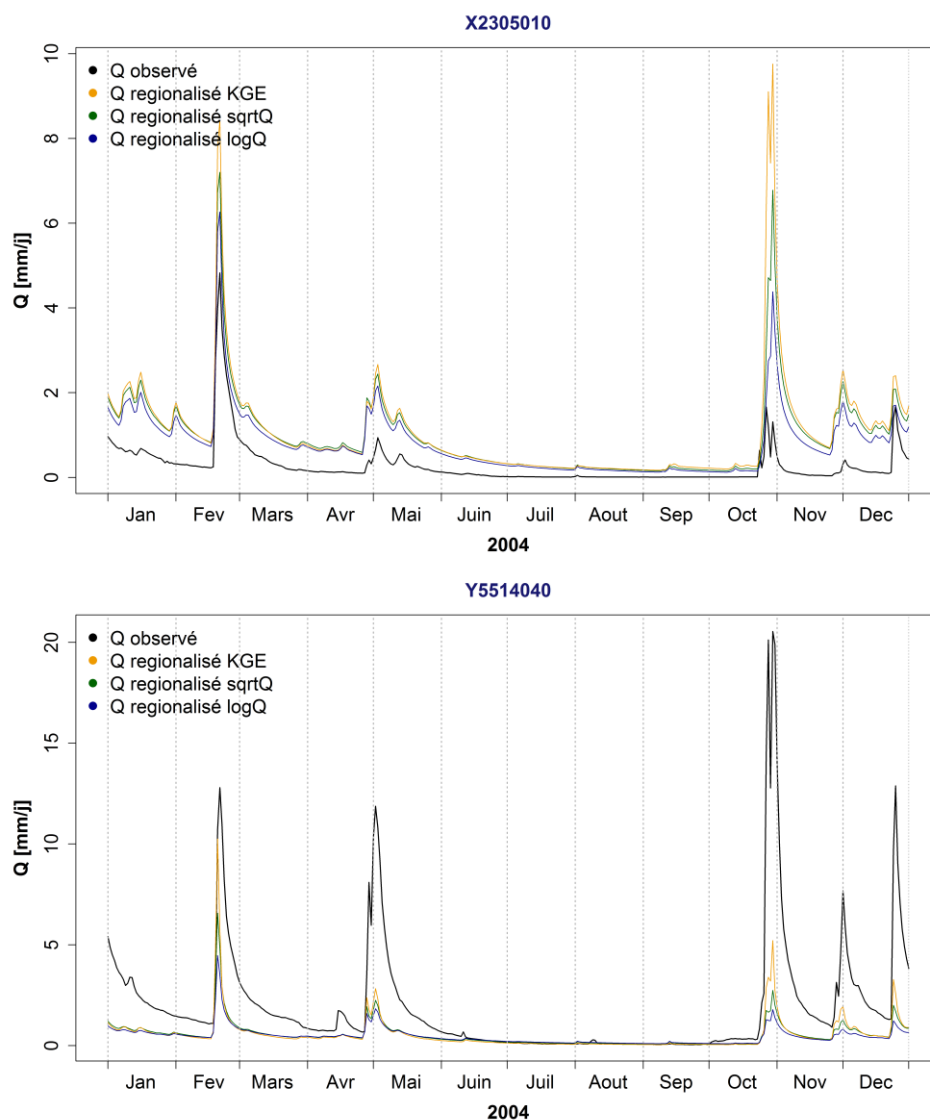 X2305010
Q observé
Q regionalisé KGE
Q regionalisé sqrtQ
Q regionalisé logQ
10
8
6
4
2
0
Q [mm/j]
Jan Fev Mars Avr Mai Juin Juil Aout Sep Oct Nov Dec
2004
Y5514040
Q observé
Q regionalisé KGE
Q regionalisé sqrtQ
Q regionalisé logQ
20
15
10
5
0
Q [mm/j]
Jan Fev Mars Avr Mai Juin Juil Aout Sep Oct Nov Dec
2004